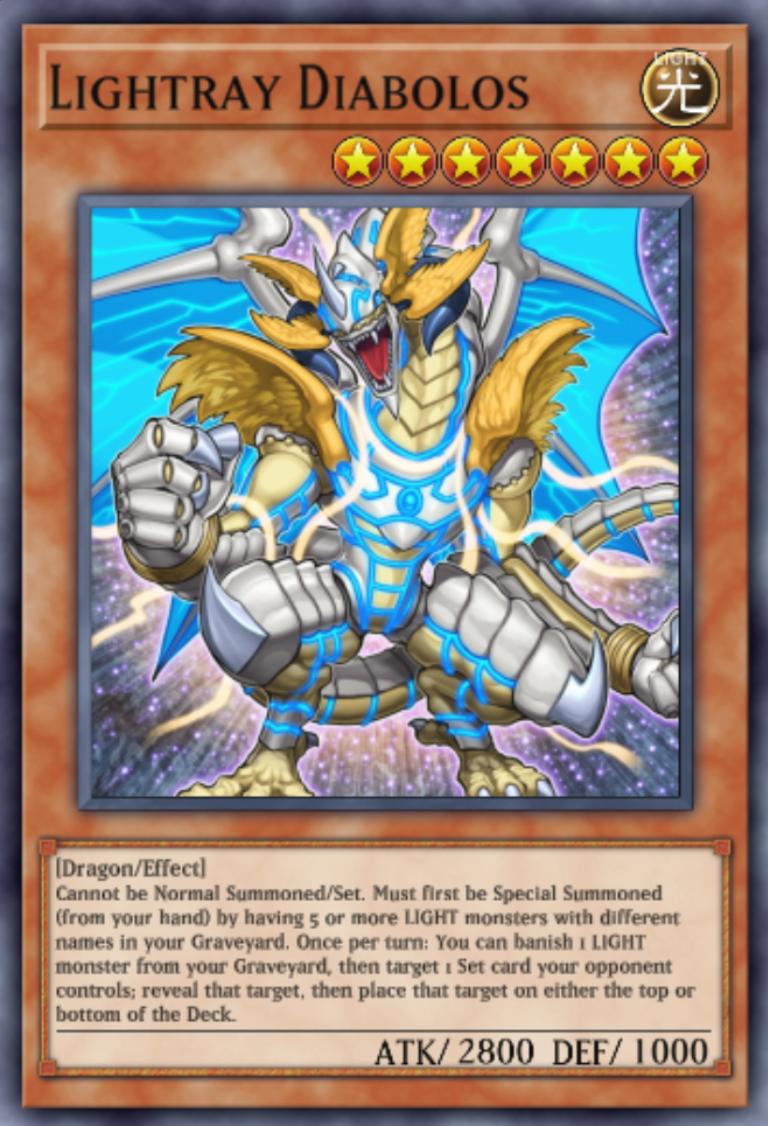 Lightray Diabolos
LIGHT
光
[Dragon/Effect]
Cannot be Normal Summoned/Set. Must first be Special Summoned
(from your hand) by having 5 or more LIGHT monsters with different
names in your Graveyard. Once per turn: You can banish 1 LIGHT
monster from your Graveyard, then target 1 Set card your opponent
controls; reveal that target, then place that target on either the top or
bottom of the Deck.
ATK/ 2800 DEF/ 1000